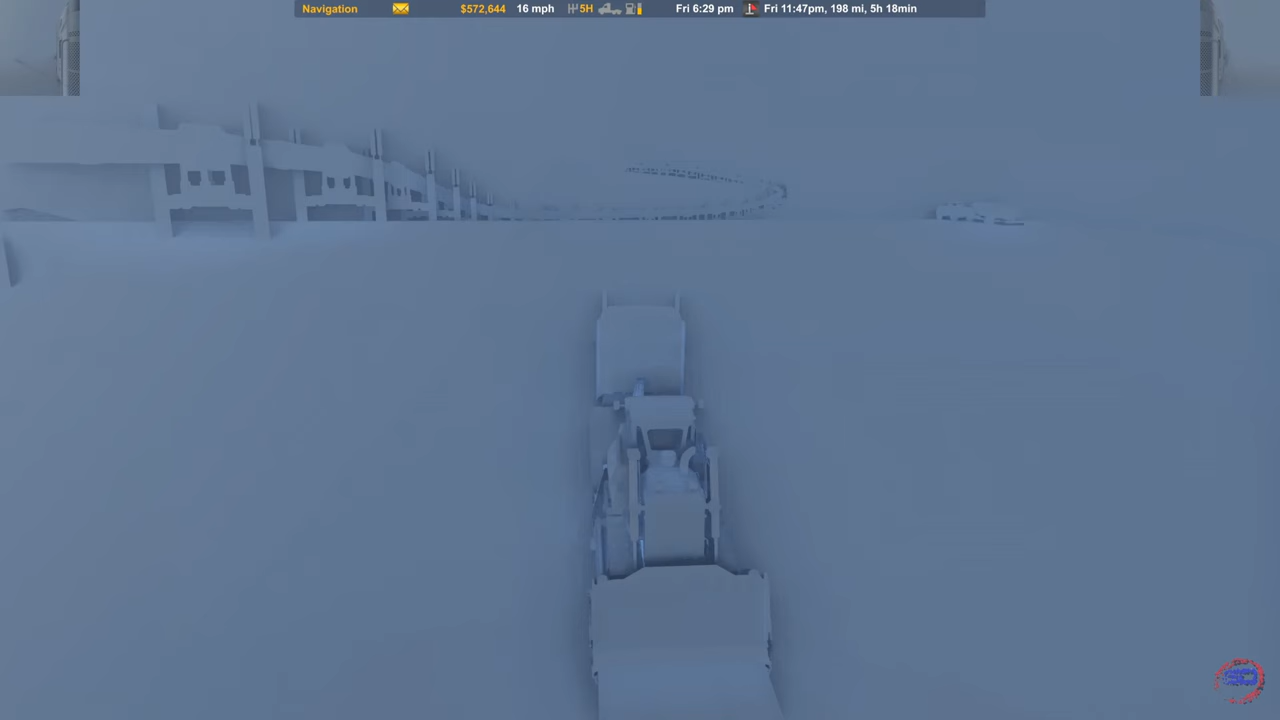 Navigation $572,644 16 mph 5H Fri 6:29 pm Fri 11:47pm, 198 mi, 5h 18min